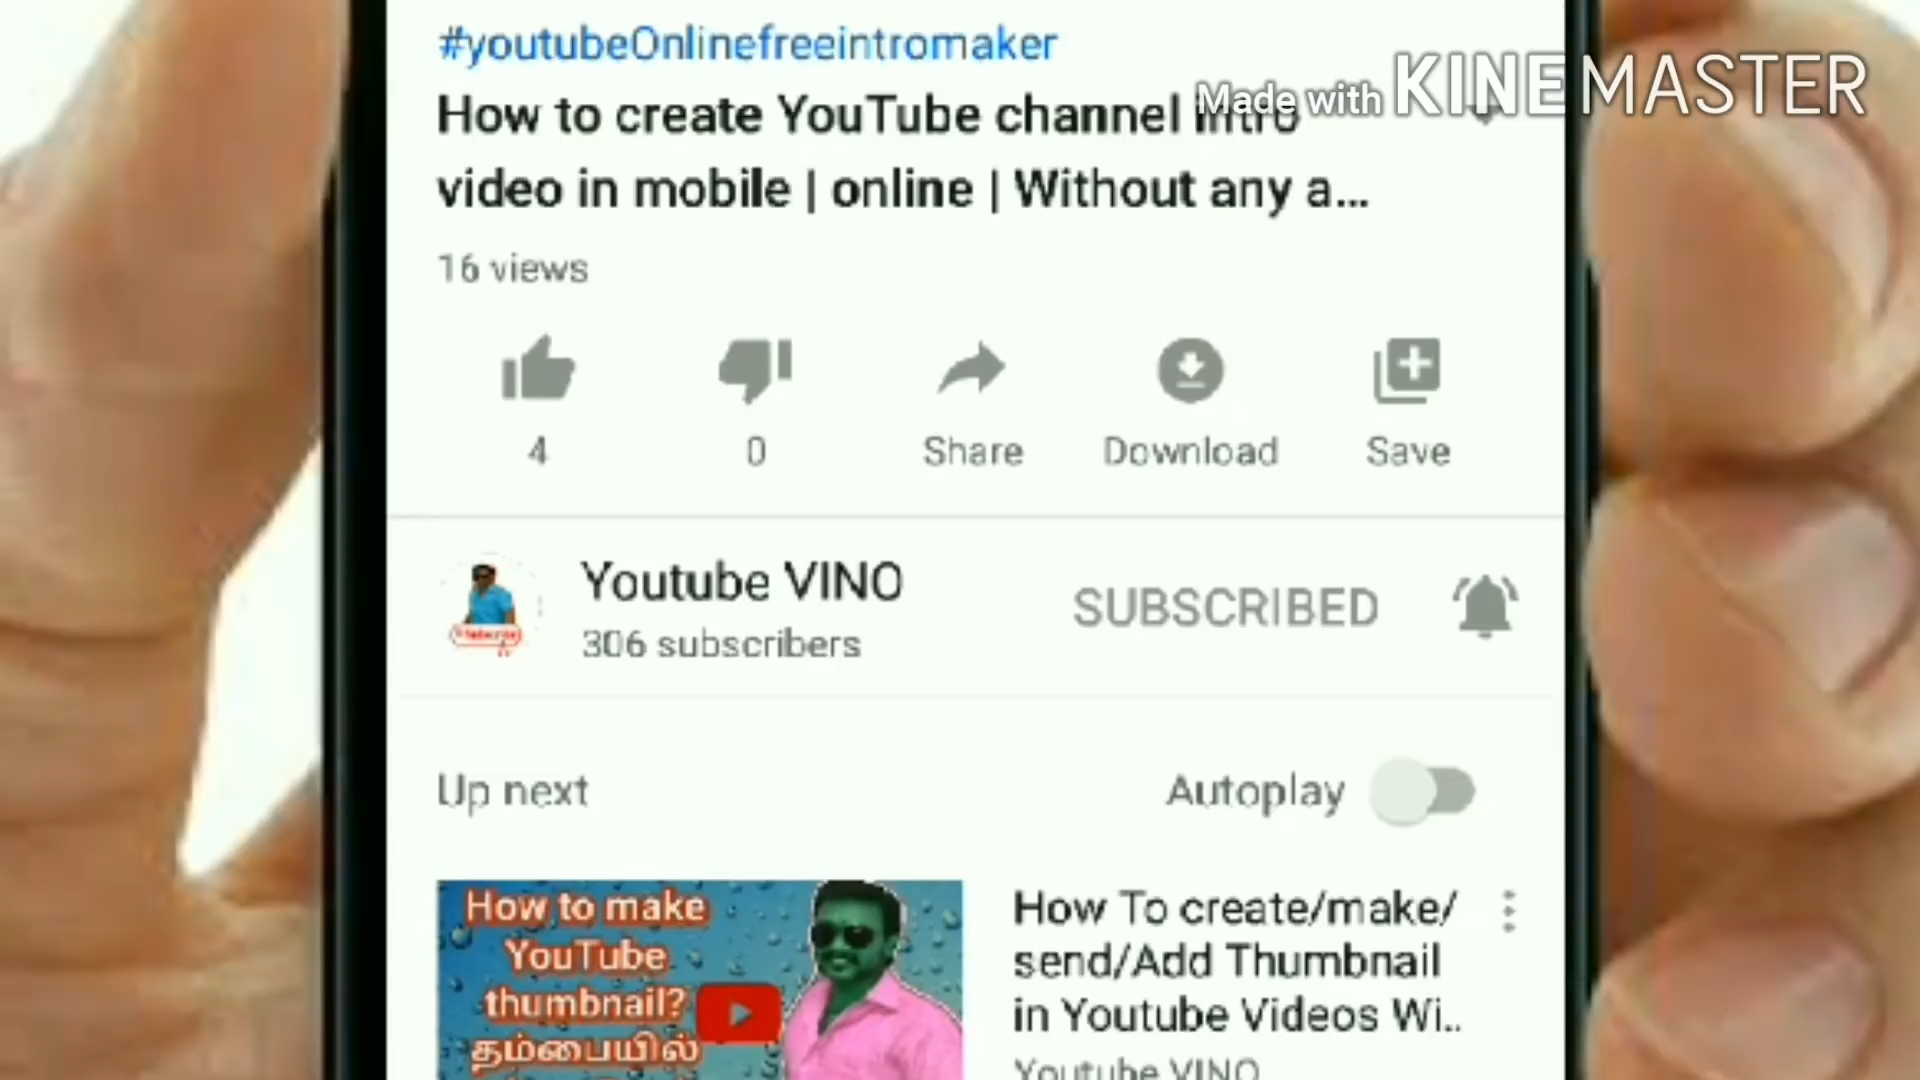 #youtubeOnlinefreeintromaker
Made with KINEMASTER
How to create YouTube channel intro
video in mobile | online | Without any a...
16 views
4
0
Share
Download
Save
Youtube VINO
306 subscribers
SUBSCRIBED
Up next
Autoplay
How to make
YouTube
thumbnail?
தம்பையில்
How To create/make/
send/Add Thumbnail
in Youtube Videos Wi..
Youtube VINO